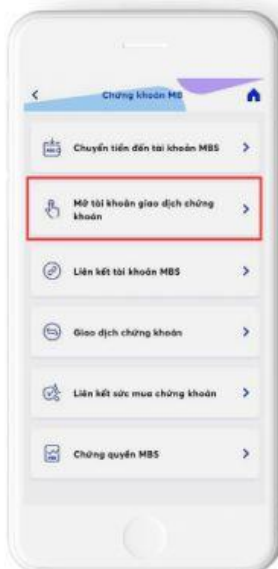 Chứng khoán MB
Chuyển tiền đến tài khoản MBS
Mở tài khoản giao dịch chứng
khoán
Liên kết tài khoản MBS
Giao dịch chứng khoán
Liên kết sức mua chứng khoán
Chứng quyền MBS